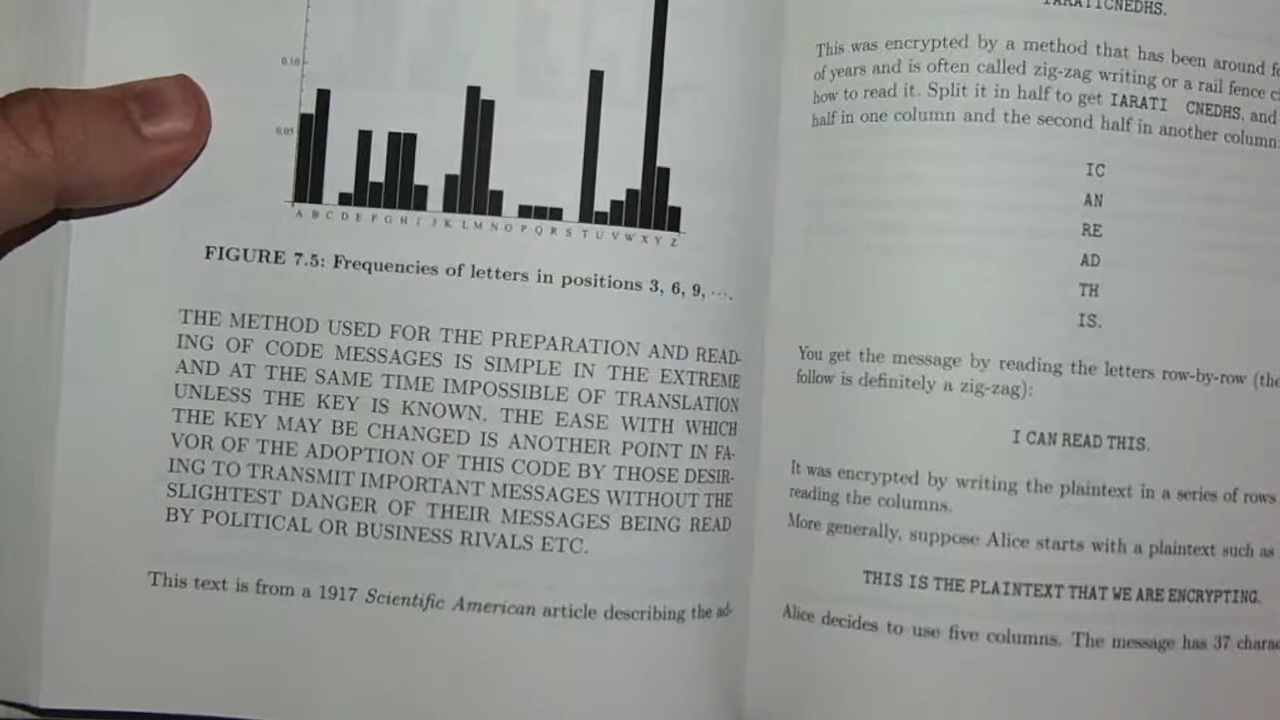 0.10
0.05
A B C D E F G H I J K L M N O P Q R S T U V W X Y Z
FIGURE 7.5: Frequencies of letters in positions 3, 6, 9, ⋯.
THE METHOD USED FOR THE PREPARATION AND READ-
ING OF CODE MESSAGES IS SIMPLE IN THE EXTREME
AND AT THE SAME TIME IMPOSSIBLE OF TRANSLATION
UNLESS THE KEY IS KNOWN. THE EASE WITH WHICH
THE KEY MAY BE CHANGED IS ANOTHER POINT IN FA-
VOR OF THE ADOPTION OF THIS CODE BY THOSE DESIR-
ING TO TRANSMIT IMPORTANT MESSAGES WITHOUT THE
SLIGHTEST DANGER OF THEIR MESSAGES BEING READ
BY POLITICAL OR BUSINESS RIVALS ETC.
This text is from a 1917 Scientific American article describing the ad-
IARATICNEDHS.
This was encrypted by a method that has been around
of years and is often called zig-zag writing or a rail fence
how to read it. Split it in half to get IARATI CNEDHS, and
half in one column and the second half in another column
IC
AN
RE
AD
TH
IS.
You get the message by reading the letters row-by-row (the
follow is definitely a zig-zag):
I CAN READ THIS.
It was encrypted by writing the plaintext in a series of rows
reading the columns.
More generally, suppose Alice starts with a plaintext such as
THIS IS THE PLAINTEXT THAT WE ARE ENCRYPTING.
Alice decides to use five columns. The message has 37